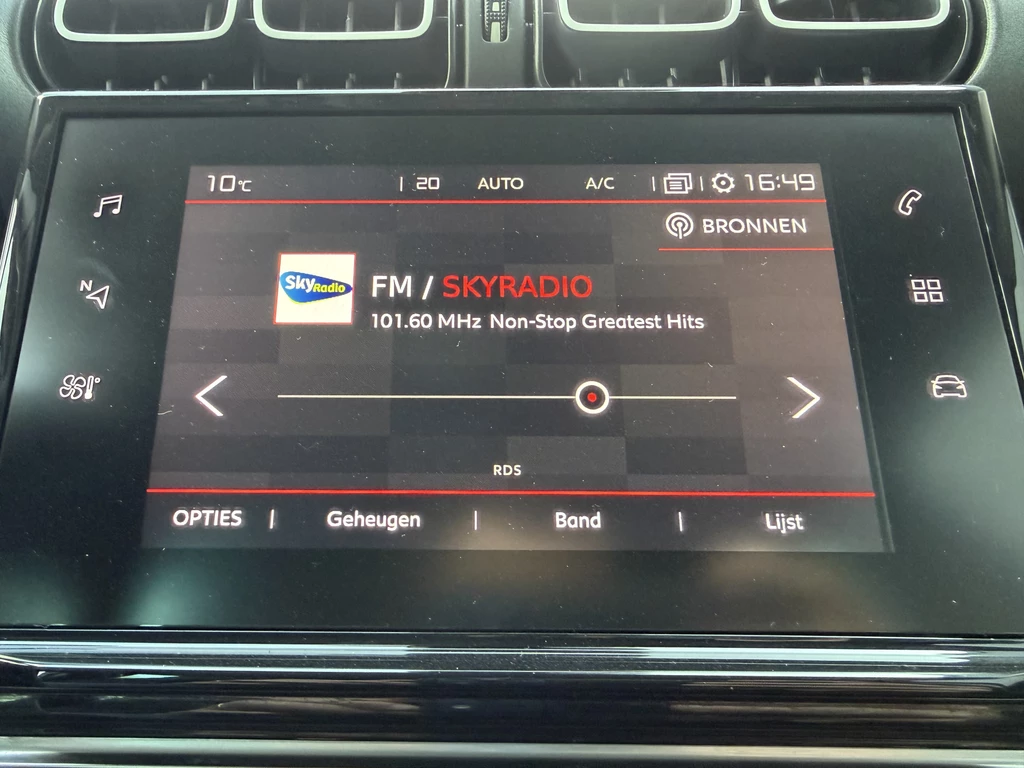 10°C | 20 AUTO A/C | | 16:49
BRONNEN
Sky Radio
FM / SKYRADIO
101.60 MHz Non-Stop Greatest Hits
N
RDS
OPTIES | Geheugen | Band | Lijst